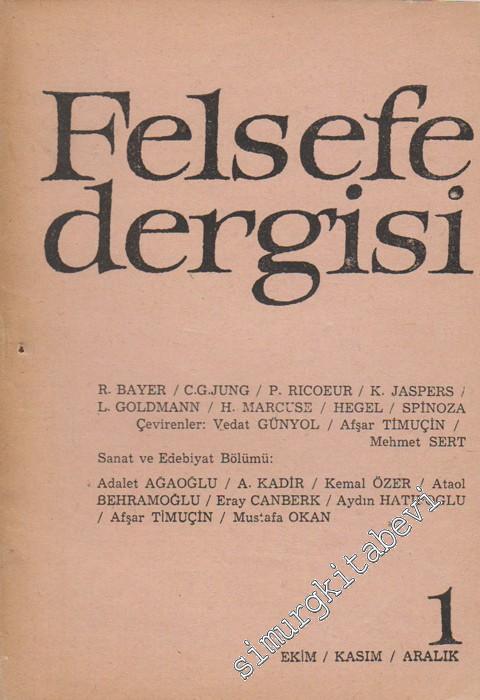 Felsefe
dergisi
R. BAYER / C.G.JUNG / P. RICOEUR / K. JASPERS /
L. GOLDMANN / H. MARCUSE / HEGEL / SPINOZA
Çevirenler: Vedat GÜNYOL / Afşar TİMUÇİN /
Mehmet SERT
Sanat ve Edebiyat Bölümü:
Adalet AĞAOĞLU / A. KADİR / Kemal ÖZER / Ataol
BEHRAMOĞLU / Eray CANBERK / Aydın HATİPOĞLU
/ Afşar TİMUÇİN / Mustafa OKAN
1
EKİM / KASIM / ARALIK
simurgkitabevi